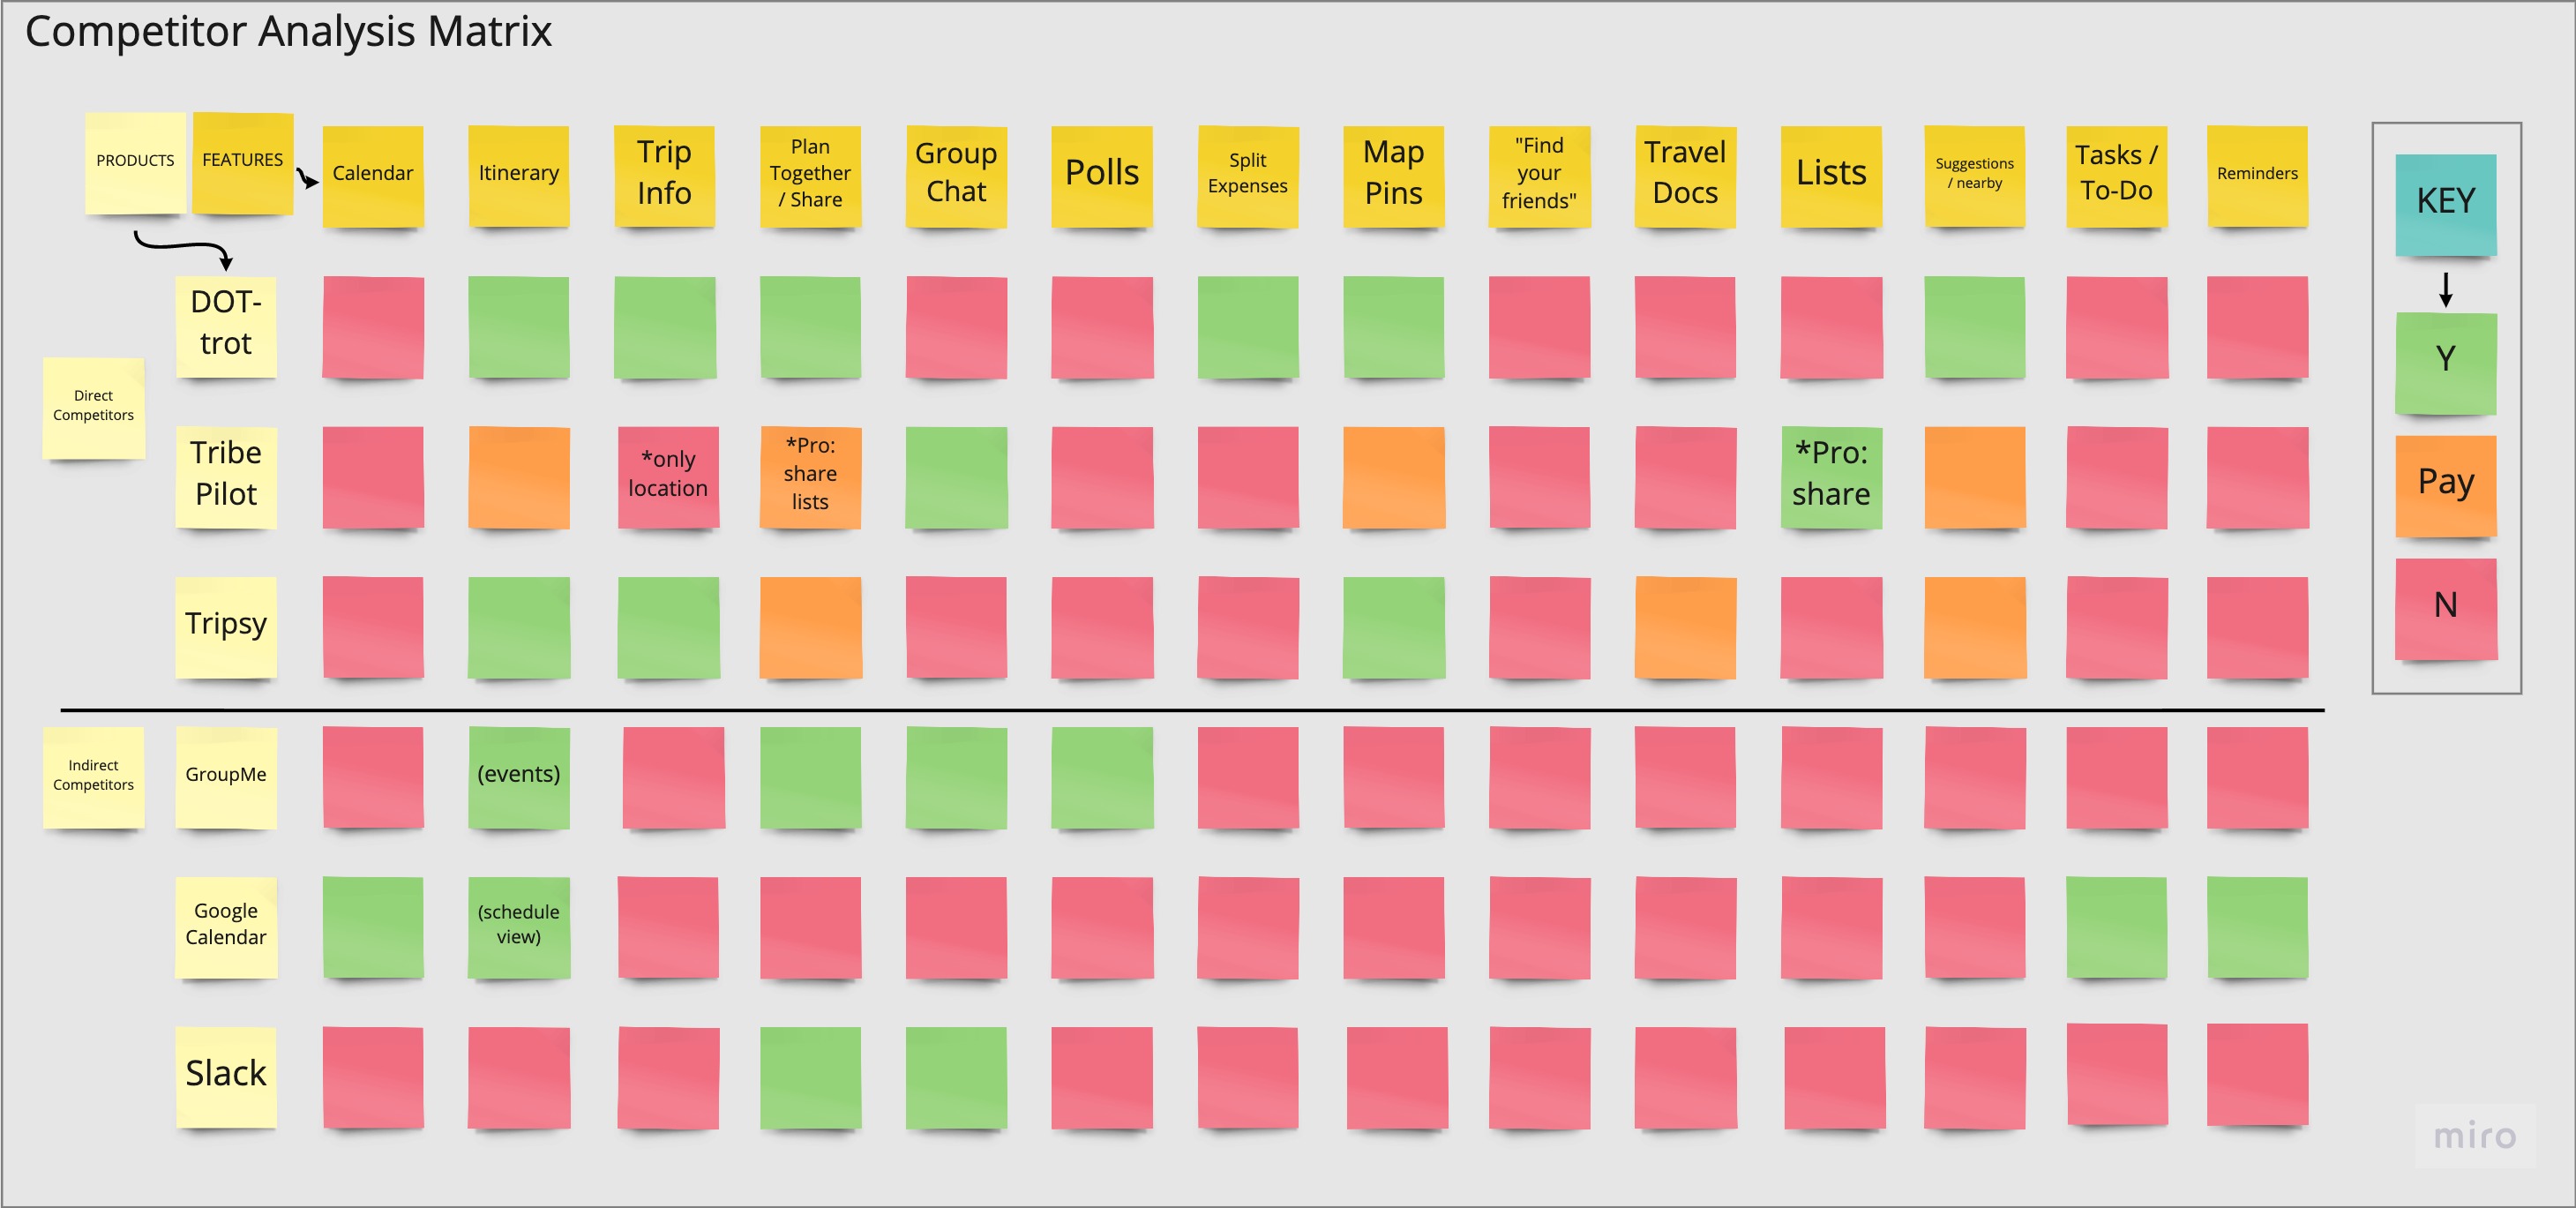 Competitor Analysis Matrix
PRODUCTS
FEATURES
Calendar
Itinerary
Trip
Info
Plan
Together
/ Share
Group
Chat
Polls
Split
Expenses
Map
Pins
"Find
your
friends"
Travel
Docs
Lists
Suggestions
/ nearby
Tasks /
To-Do
Reminders
KEY
Y
Pay
N
Direct
Competitors
DOT-
trot
Tribe
Pilot
*only
location
*Pro:
share
lists
*Pro:
share
Tripsy
Indirect
Competitors
GroupMe
(events)
Google
Calendar
(schedule
view)
Slack
miro